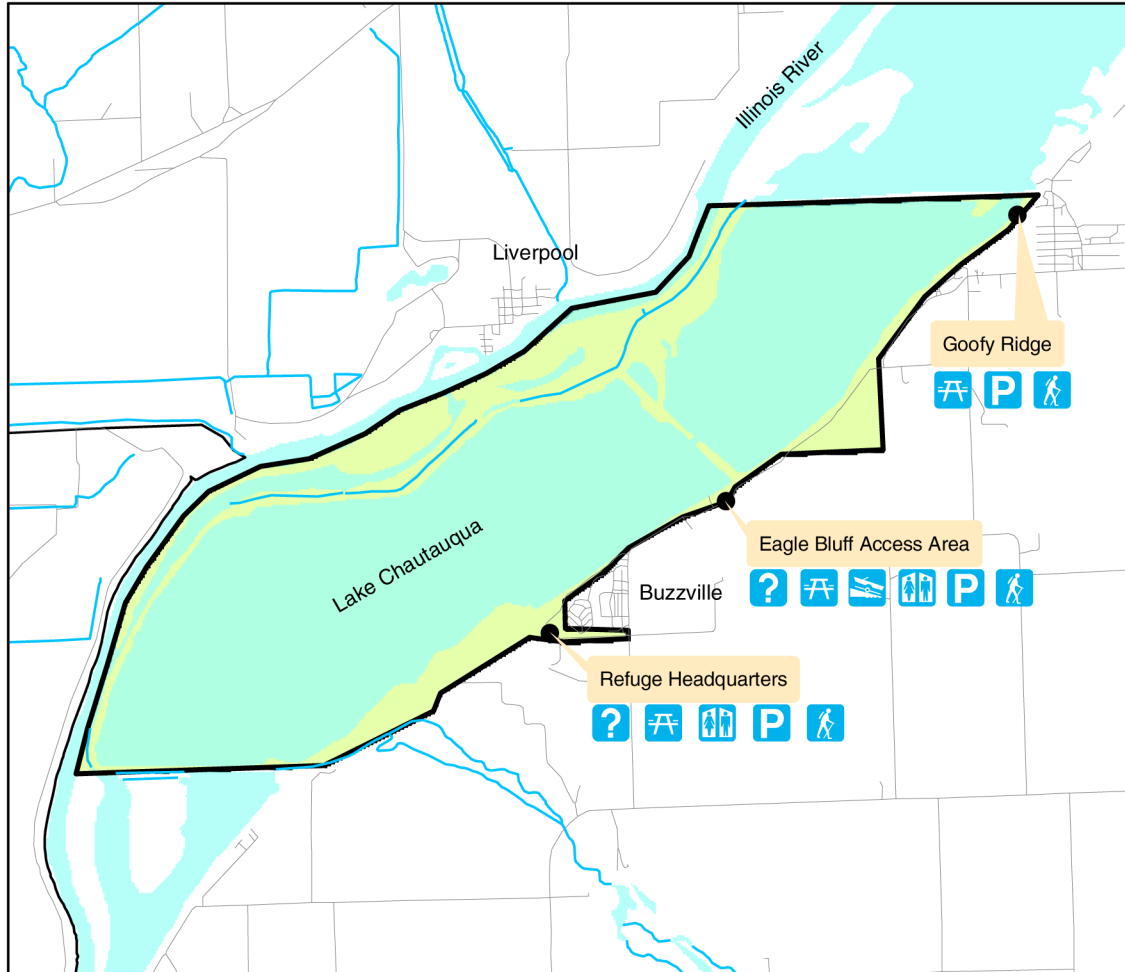 Illinois River
Liverpool
Goofy Ridge
P
Lake Chautauqua
Eagle Bluff Access Area
? P
Buzzville
Refuge Headquarters
? P